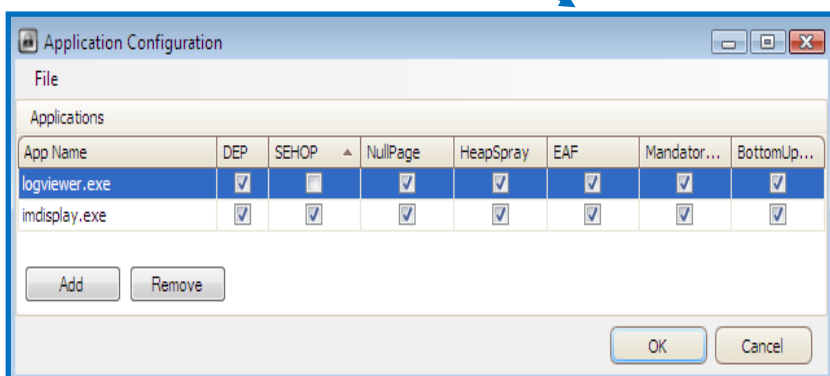 Application Configuration
File
Applications
App Name DEP SEHOP NullPage HeapSpray EAF Mandator... BottomUp...
logviewer.exe
imdisplay.exe
Add Remove
OK Cancel